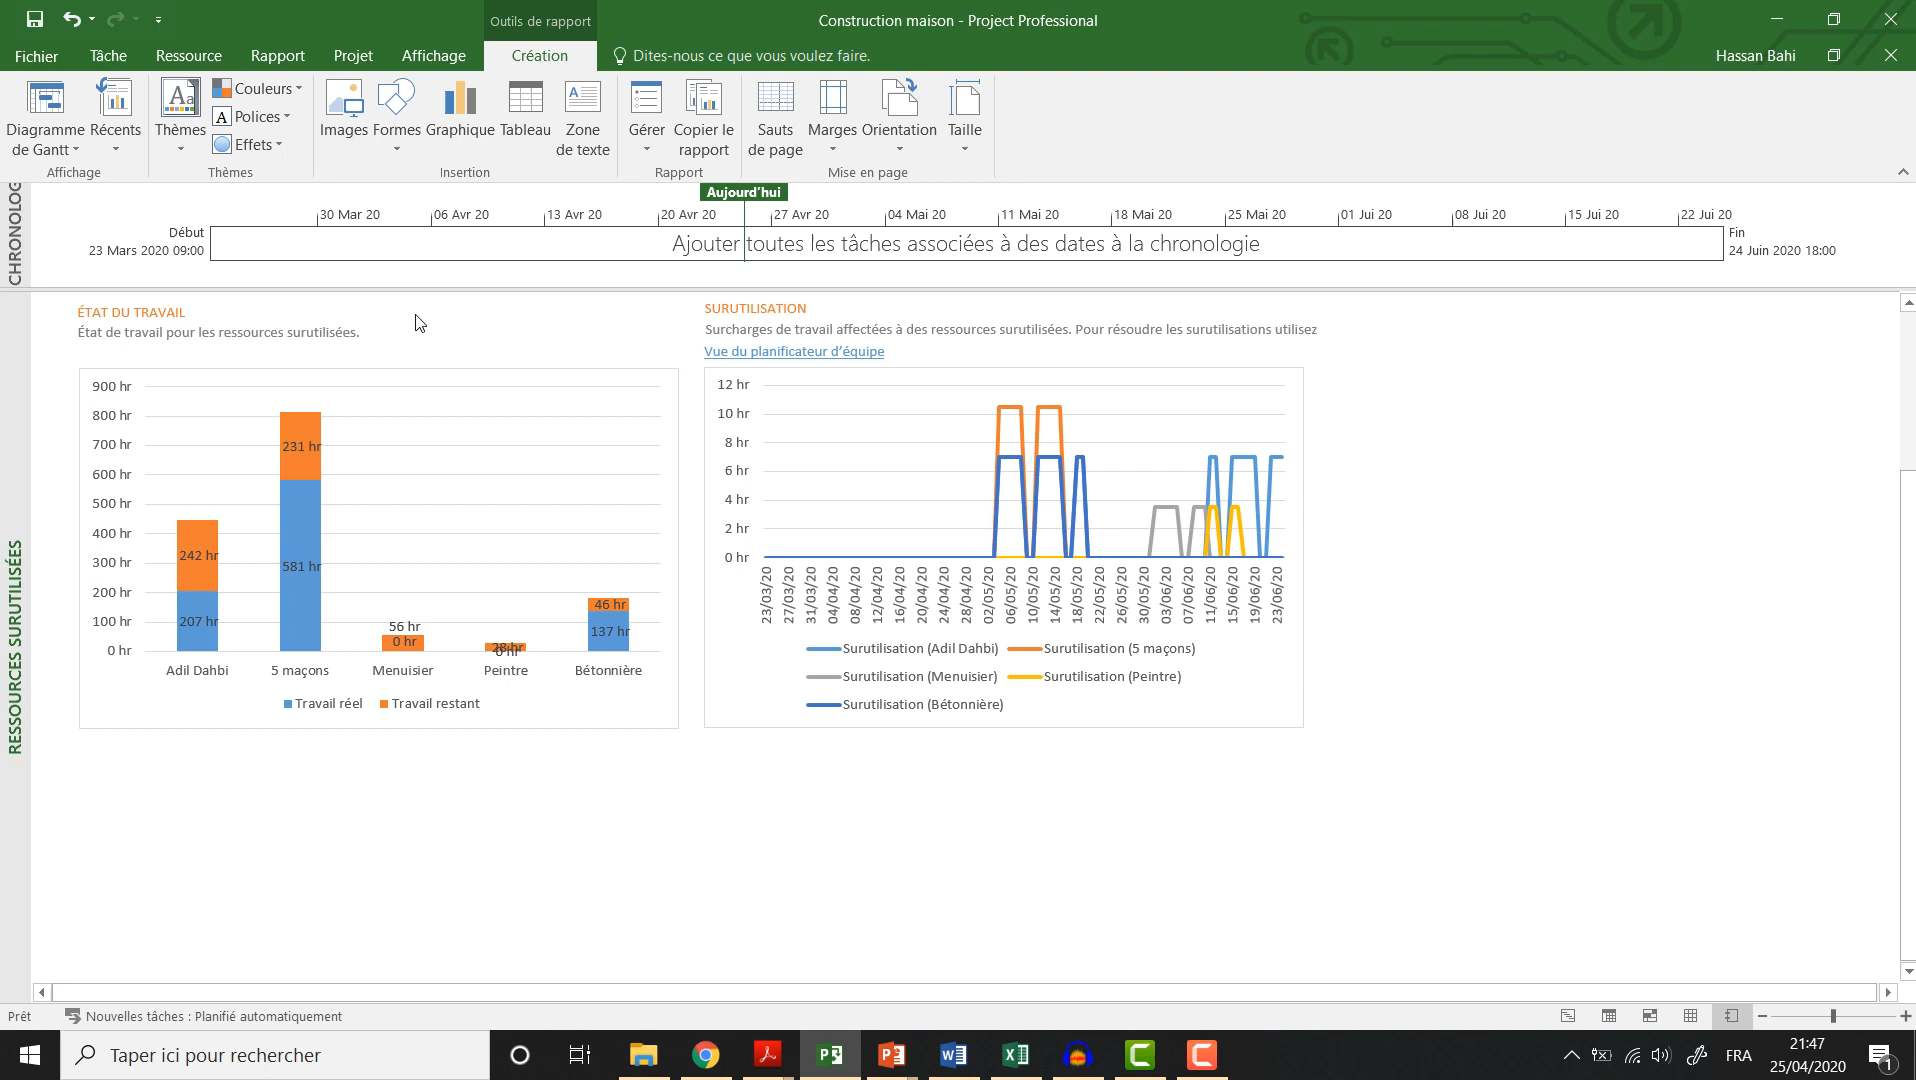 Outils de rapport
Construction maison - Project Professional
Fichier
Tâche
Ressource
Rapport
Projet
Affichage
Création
Dites-nous ce que vous voulez faire.
Hassan Bahi
Diagramme de Gantt
Récents
Thèmes
Couleurs
Polices
Effets
Images
Formes
Graphique
Tableau
Zone de texte
Gérer
Copier le rapport
Sauts de page
Marges
Orientation
Taille
Affichage
Thèmes
Insertion
Rapport
Mise en page
CHRONOLOG
Aujourd'hui
30 Mar 20
06 Avr 20
13 Avr 20
20 Avr 20
27 Avr 20
04 Mai 20
11 Mai 20
18 Mai 20
25 Mai 20
01 Jui 20
08 Jui 20
15 Jui 20
22 Jui 20
Début
23 Mars 2020 09:00
Ajouter toutes les tâches associées à des dates à la chronologie
Fin
24 Juin 2020 18:00
RESSOURCES SURUTILISÉES
ÉTAT DU TRAVAIL
État de travail pour les ressources surutilisées.
900 hr
800 hr
700 hr
600 hr
500 hr
400 hr
300 hr
200 hr
100 hr
0 hr
242 hr
207 hr
231 hr
581 hr
56 hr
0 hr
28 hr
0 hr
46 hr
137 hr
Adil Dahbi
5 maçons
Menuisier
Peintre
Bétonnière
Travail réel
Travail restant
SURUTILISATION
Surcharges de travail affectées à des ressources surutilisées. Pour résoudre les surutilisations utilisez
Vue du planificateur d'équipe
12 hr
10 hr
8 hr
6 hr
4 hr
2 hr
0 hr
23/03/20
27/03/20
31/03/20
04/04/20
08/04/20
12/04/20
16/04/20
20/04/20
24/04/20
28/04/20
02/05/20
06/05/20
10/05/20
14/05/20
18/05/20
22/05/20
26/05/20
30/05/20
03/06/20
07/06/20
11/06/20
15/06/20
19/06/20
23/06/20
Surutilisation (Adil Dahbi)
Surutilisation (5 maçons)
Surutilisation (Menuisier)
Surutilisation (Peintre)
Surutilisation (Bétonnière)
Prêt
Nouvelles tâches : Planifié automatiquement
Taper ici pour rechercher
FRA
21:47
25/04/2020
1